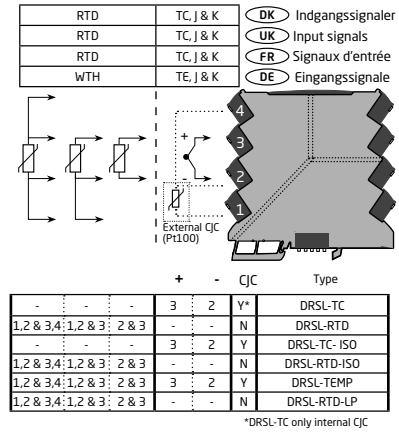 RTD TC, J & K DK Indgangssignaler
RTD TC, J & K UK Input signals
RTD TC, J & K FR Signaux d'entrée
WTH TE, J & K DE Eingangssignale
4
+
3
2
-
1
External CJC
(Pt100)
+ - CJC Type
- - - 3 2 Y* DRSL-TC
1,2 & 3,4 1,2 & 3 2 & 3 - - N DRSL-RTD
- - - 3 2 Y DRSL-TC- ISO
1,2 & 3,4 1,2 & 3 2 & 3 - - N DRSL-RTD-ISO
1,2 & 3,4 1,2 & 3 2 & 3 3 2 Y DRSL-TEMP
1,2 & 3,4 1,2 & 3 2 & 3 - - N DRSL-RTD-LP
*DRSL-TC only internal CJC